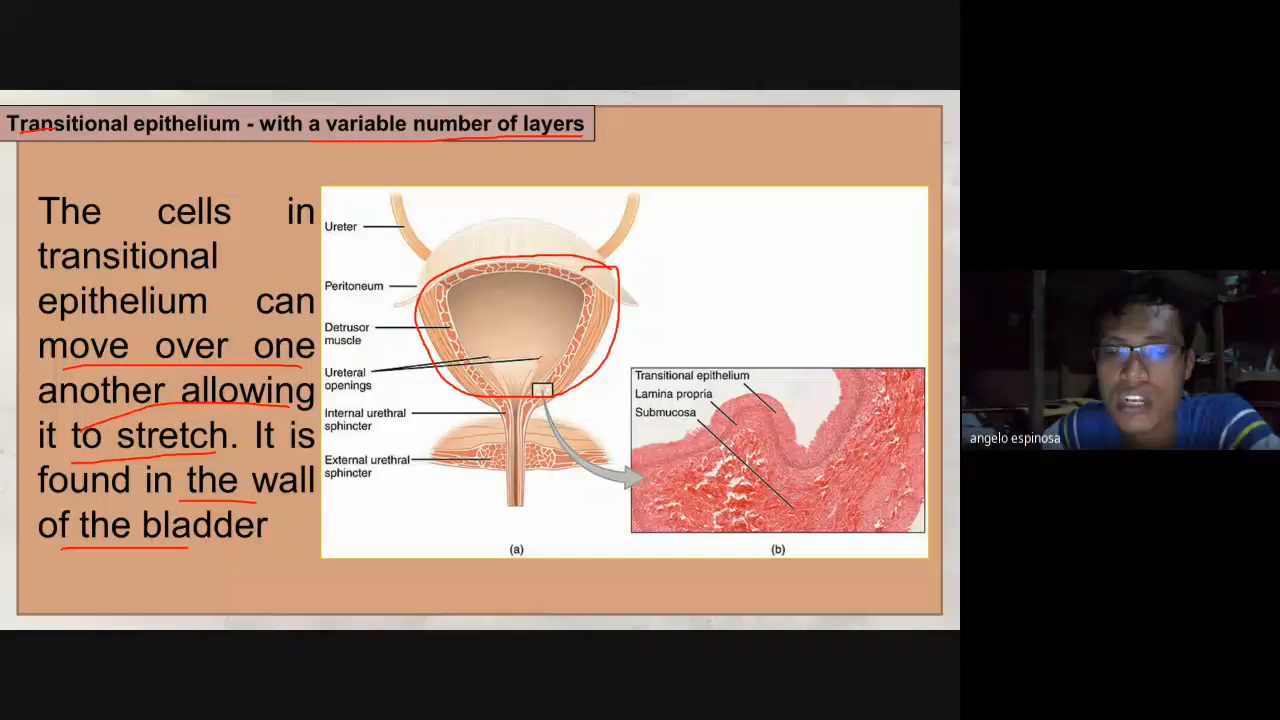 Transitional epithelium - with a variable number of layers
The cells in
transitional
epithelium can
move over one
another allowing
it to stretch. It is
found in the wall
of the bladder
Ureter
Peritoneum
Detrusor
muscle
Ureteral
openings
Internal urethral
sphincter
External urethral
sphincter
(a)
Transitional epithelium
Lamina propria
Submucosa
(b)
angelo espinosa